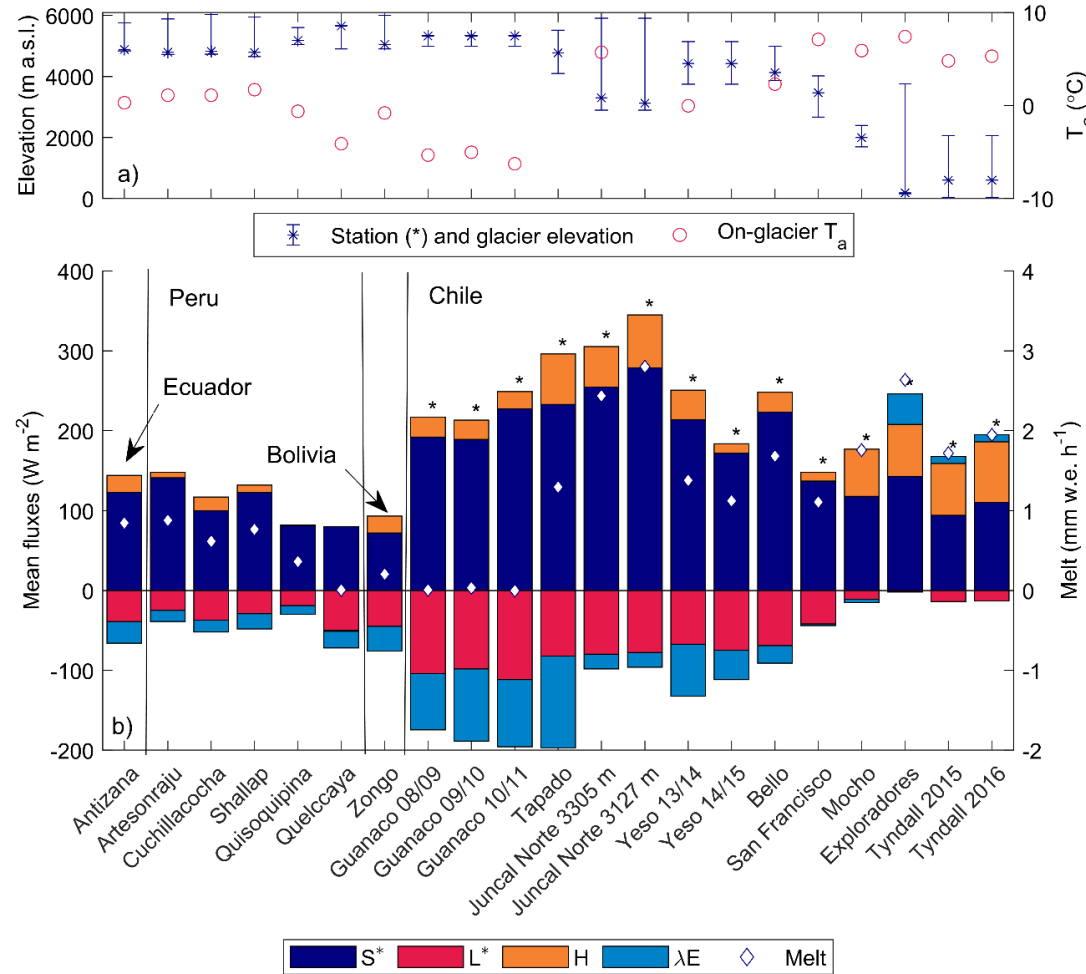 Elevation (m a.s.l.)
6000
4000
2000
0
a)
10
0
-10
T
a
(°C)
Station (*) and glacier elevation
On-glacier T
a
Mean fluxes (W m-2)
400
300
200
100
0
-100
-200
4
3
2
1
0
-1
-2
Melt (mm w.e. h-1)
Peru
Chile
Ecuador
Bolivia
*
*
*
*
*
*
*
*
*
*
*
*
*
*
b)
Antizana
Artesonraju
Cuchillacocha
Shallap
Quisoquipina
Quelccaya
Zongo
Guanaco 08/09
Guanaco 09/10
Guanaco 10/11
Tapado
Juncal Norte 3305 m
Juncal Norte 3127 m
Yeso 13/14
Yeso 14/15
Bello
San Francisco
Mocho
Exploradores
Tyndall 2015
Tyndall 2016
S*
L*
H
λE
Melt